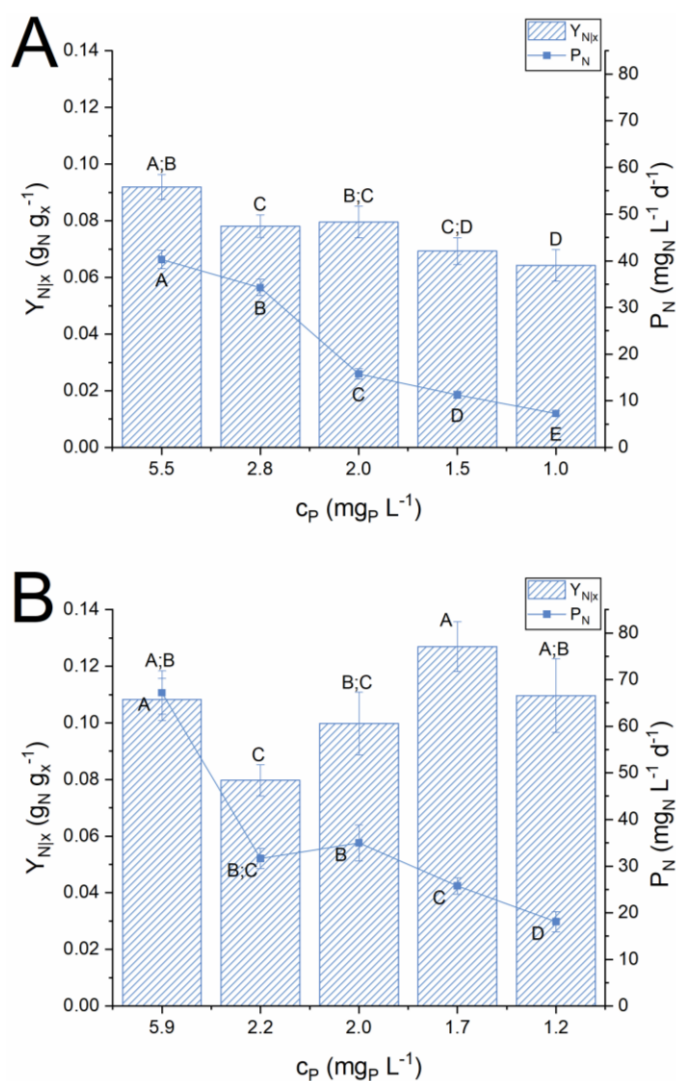 A
Y_N|x
P_N
0.14
0.12
0.10
0.08
0.06
0.04
0.02
0.00
Y_N|x (g_N g_x^-1)
A;B
C
B;C
C;D
D
A
B
C
D
E
80
70
60
50
40
30
20
10
0
P_N (mg_N L^-1 d^-1)
5.5 2.8 2.0 1.5 1.0
c_P (mg_P L^-1)
B
Y_N|x
P_N
0.14
0.12
0.10
0.08
0.06
0.04
0.02
0.00
Y_N|x (g_N g_x^-1)
A;B
C
B;C
A
A;B
A
B;C
B
C
D
80
70
60
50
40
30
20
10
0
P_N (mg_N L^-1 d^-1)
5.9 2.2 2.0 1.7 1.2
c_P (mg_P L^-1)